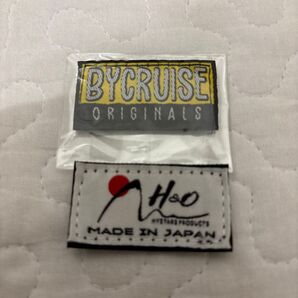 BYCRUISE
ORIGINALS
H&O
HYSTARS PRODUCTS
MADE IN JAPAN